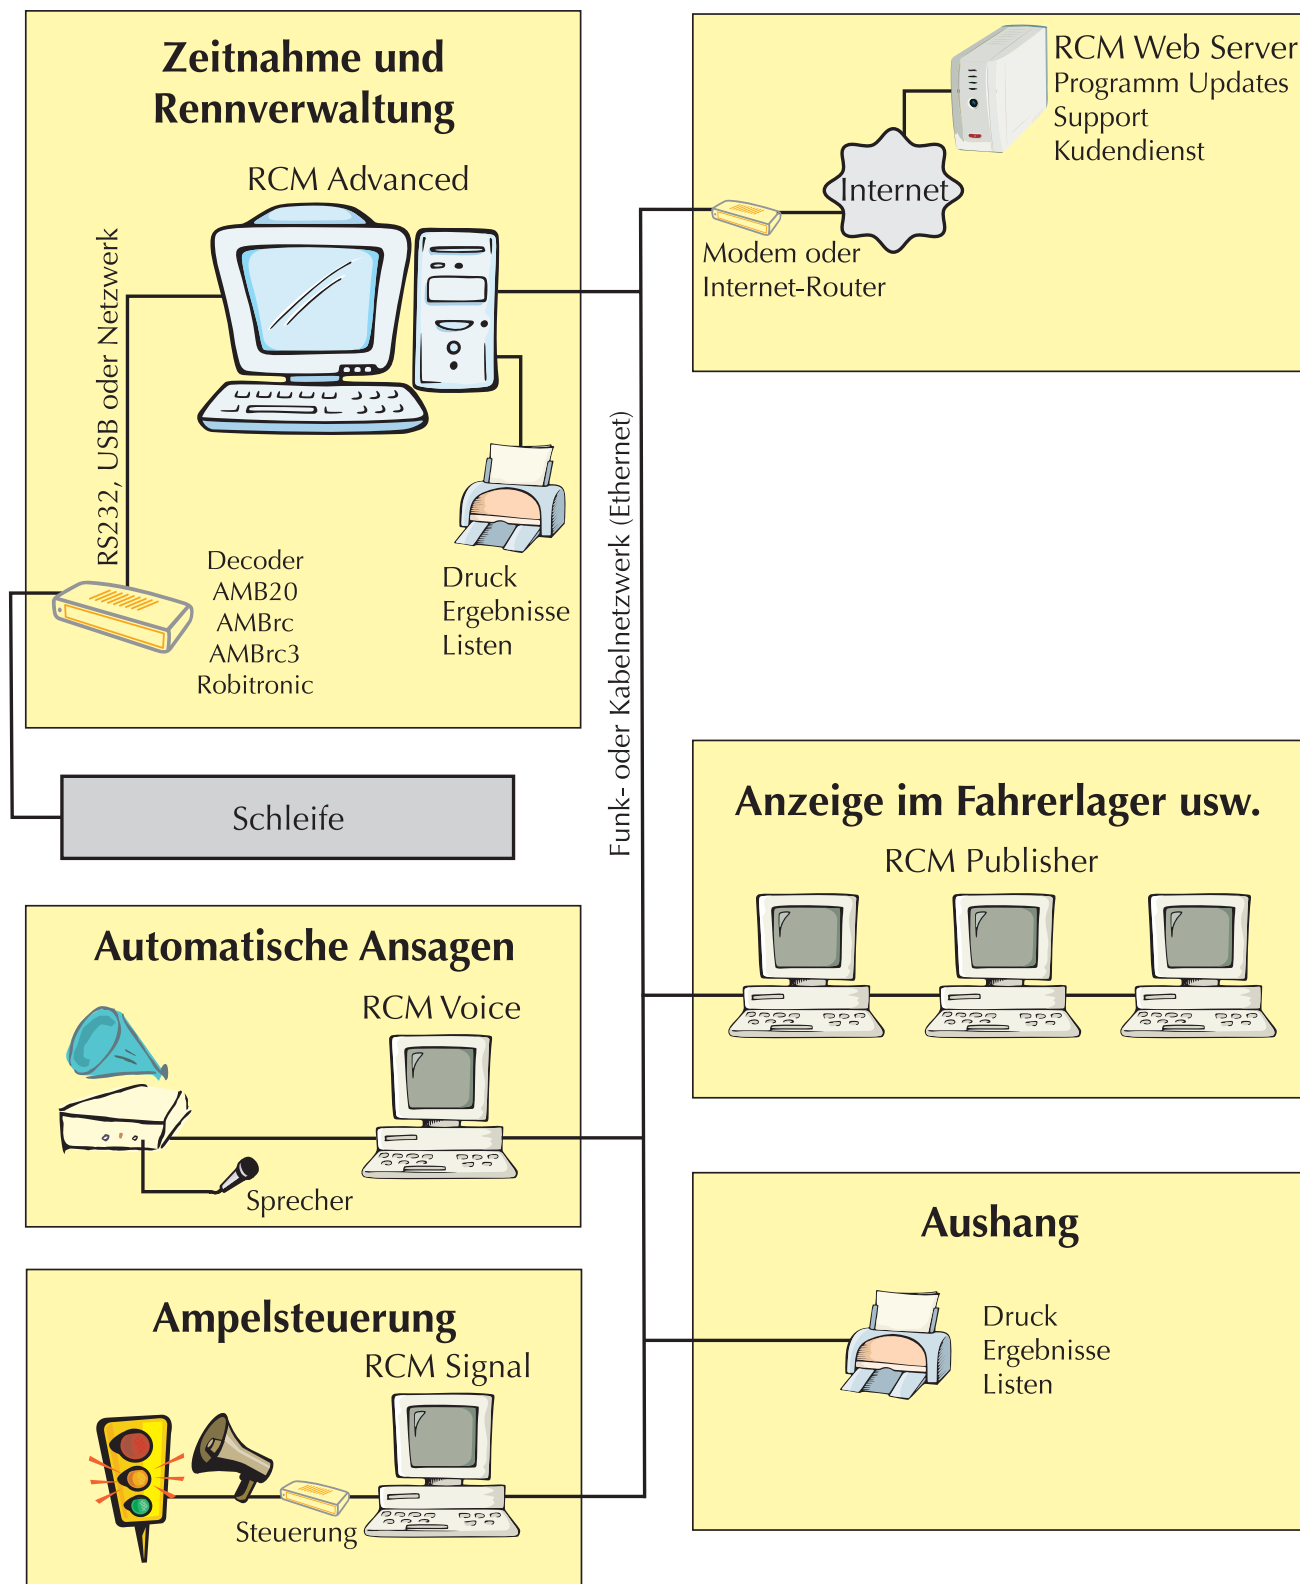 Zeitnahme und
Rennverwaltung
RCM Advanced
RS232, USB oder Netzwerk
Decoder
AMB20
AMBrc
AMBrc3
Robitronic
Druck
Ergebnisse
Listen
Schleife
Funk- oder Kabelnetzwerk (Ethernet)
RCM Web Server
Programm Updates
Support
Kudendienst
Internet
Modem oder
Internet-Router
Anzeige im Fahrerlager usw.
RCM Publisher
Automatische Ansagen
RCM Voice
Sprecher
Aushang
Druck
Ergebnisse
Listen
Ampelsteuerung
RCM Signal
Steuerung